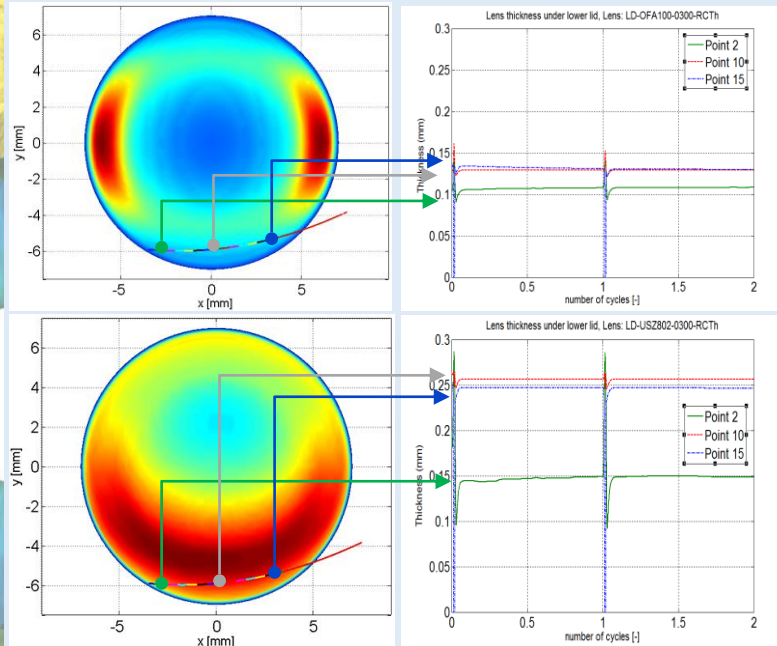 6
4
2
0
-2
-4
-6
y [mm]
-5
0
5
x [mm]
Lens thickness under lower lid, Lens: LD-OFA100-0300-RCTh
0.3
0.25
0.2
0.15
0.1
0.05
0
Thickness (mm)
Point 2
Point 10
Point 15
0
0.5
1
1.5
2
number of cycles [-]
6
4
2
0
-2
-4
-6
y [mm]
-5
0
5
x [mm]
Lens thickness under lower lid, Lens: LD-USZ802-0300-RCTh
0.3
0.25
0.2
0.15
0.1
0.05
0
Thickness (mm)
Point 2
Point 10
Point 15
0
0.5
1
1.5
2
number of cycles [-]